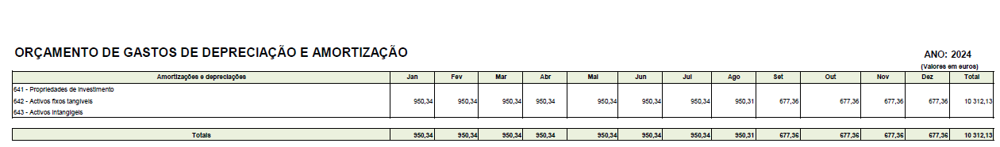 ORÇAMENTO DE GASTOS DE DEPRECIAÇÃO E AMORTIZAÇÃO
ANO: 2024
(Valores em euros)
Amortizações e depreciações Jan Fev Mar Abr Mai Jun Jul Ago Set Out Nov Dez Total
641 - Propriedades de investimento
642 - Activos fixos tangíveis 950,34 950,34 950,34 950,34 950,34 950,34 950,34 950,31 677,36 677,36 677,36 677,36 10 312,13
643 - Activos intangígeis
Totais 950,34 950,34 950,34 950,34 950,34 950,34 950,34 950,31 677,36 677,36 677,36 677,36 10 312,13